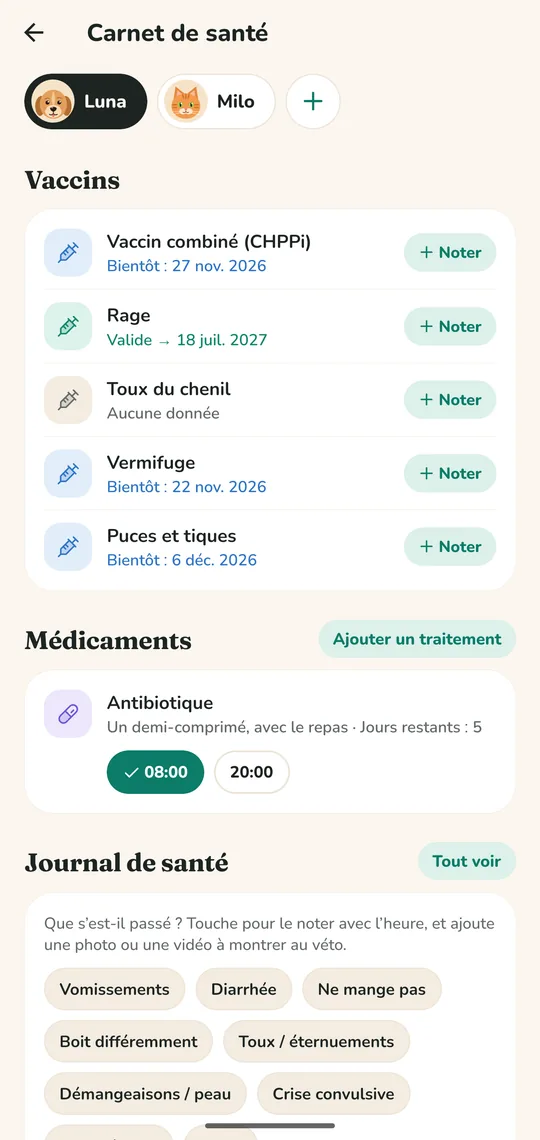 Carnet de santé
Luna
Milo
Vaccins
Vaccin combiné (CHPPi)
Bientôt : 27 nov. 2026
+ Noter
Rage
Valide → 18 juil. 2027
+ Noter
Toux du chenil
Aucune donnée
+ Noter
Vermifuge
Bientôt : 22 nov. 2026
+ Noter
Puces et tiques
Bientôt : 6 déc. 2026
+ Noter
Médicaments
Ajouter un traitement
Antibiotique
Un demi-comprimé, avec le repas · Jours restants : 5
✓ 08:00
20:00
Journal de santé
Tout voir
Que s’est-il passé ? Touche pour le noter avec l’heure, et ajoute
une photo ou une vidéo à montrer au véto.
Vomissements
Diarrhée
Ne mange pas
Boit différemment
Toux / éternuements
Démangeaisons / peau
Crise convulsive